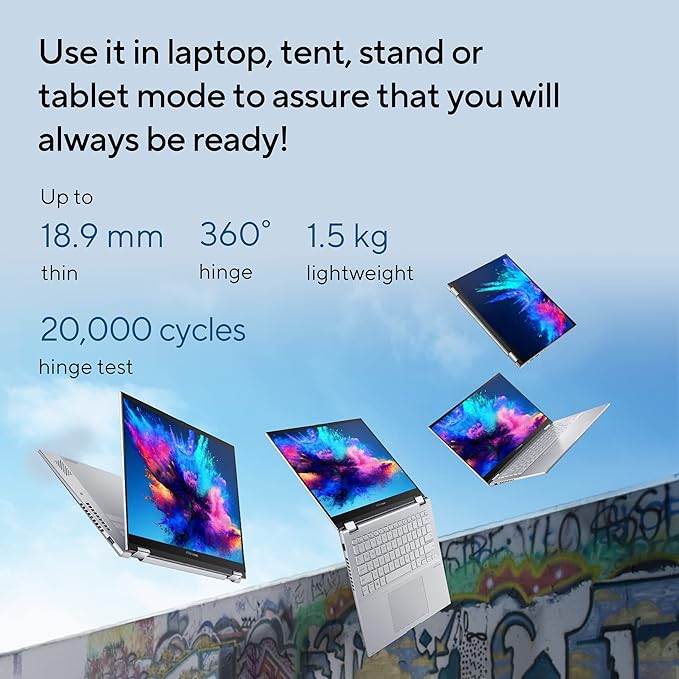 Use it in laptop, tent, stand or
tablet mode to assure that you will
always be ready!
Up to
18.9 mm
thin
360°
hinge
1.5 kg
lightweight
20,000 cycles
hinge test